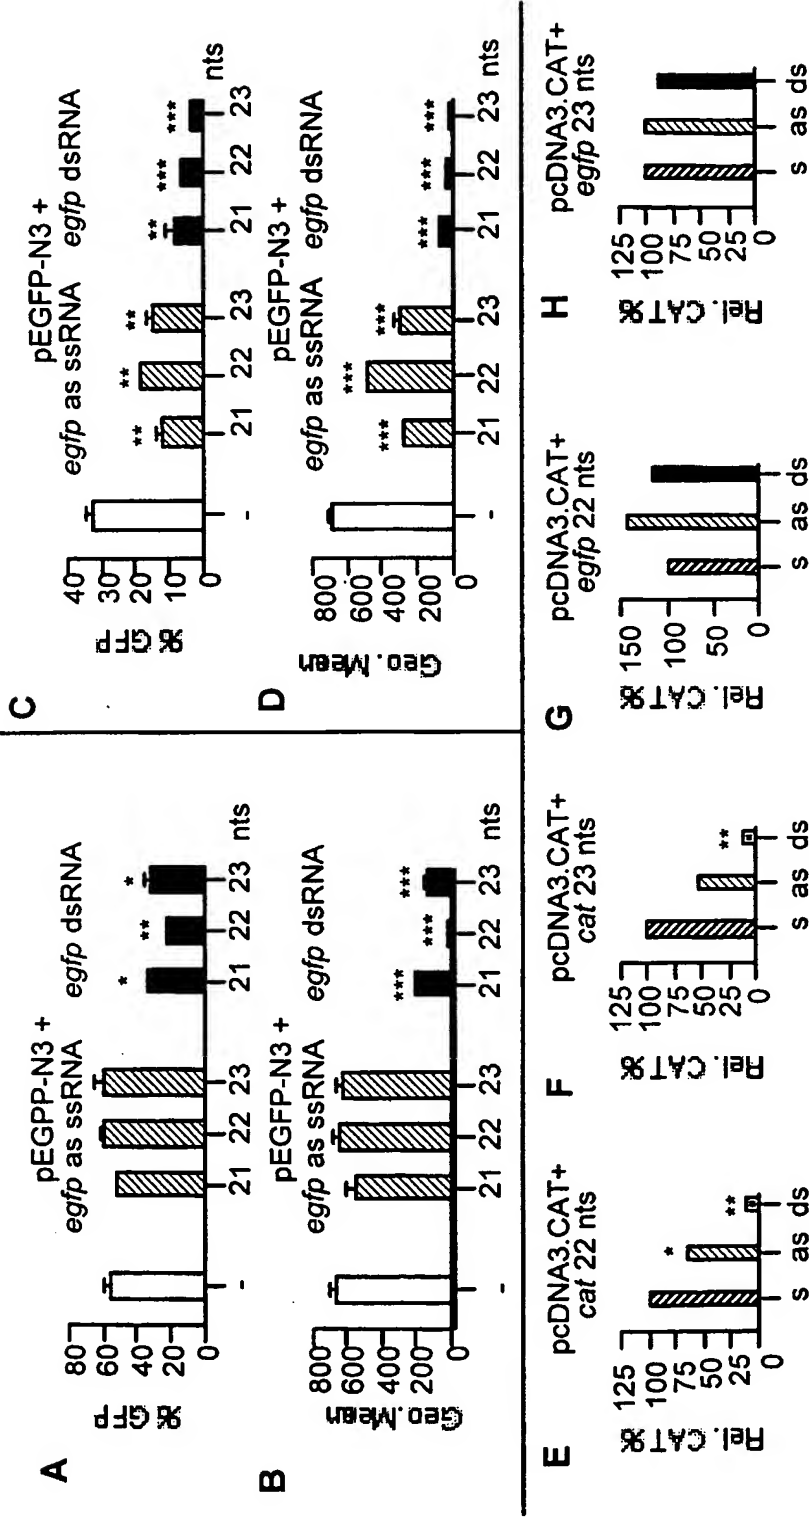 A
pEGPP-N3 +
egfp as ssRNA egfp dsRNA
% GFP
80
60
40
20
0
* ** *
- 21 22 23 21 22 23 nts
B
pEGFP-N3 +
egfp as ssRNA egfp dsRNA
Geo.Mean
800
600
400
200
0
*** *** ***
- 21 22 23 21 22 23 nts
C
pEGFP-N3 +
egfp as ssRNA egfp dsRNA
% GFP
40
30
20
10
0
** ** ** ** *** ***
- 21 22 23 21 22 23 nts
D
pEGFP-N3 +
egfp as ssRNA egfp dsRNA
Geo.Mean
800
600
400
200
0
*** *** *** *** *** ***
- 21 22 23 21 22 23 nts
E
pcDNA3.CAT+
cat 22 nts
Rel. CAT%
125
100
75
50
25
0
* **
s as ds
F
pcDNA3.CAT+
cat 23 nts
Rel. CAT%
125
100
75
50
25
0
**
s as ds
G
pcDNA3.CAT+
egfp 22 nts
Rel. CAT%
150
100
50
0
s as ds
H
pcDNA3.CAT+
egfp 23 nts
Rel. CAT%
125
100
75
50
25
0
s as ds